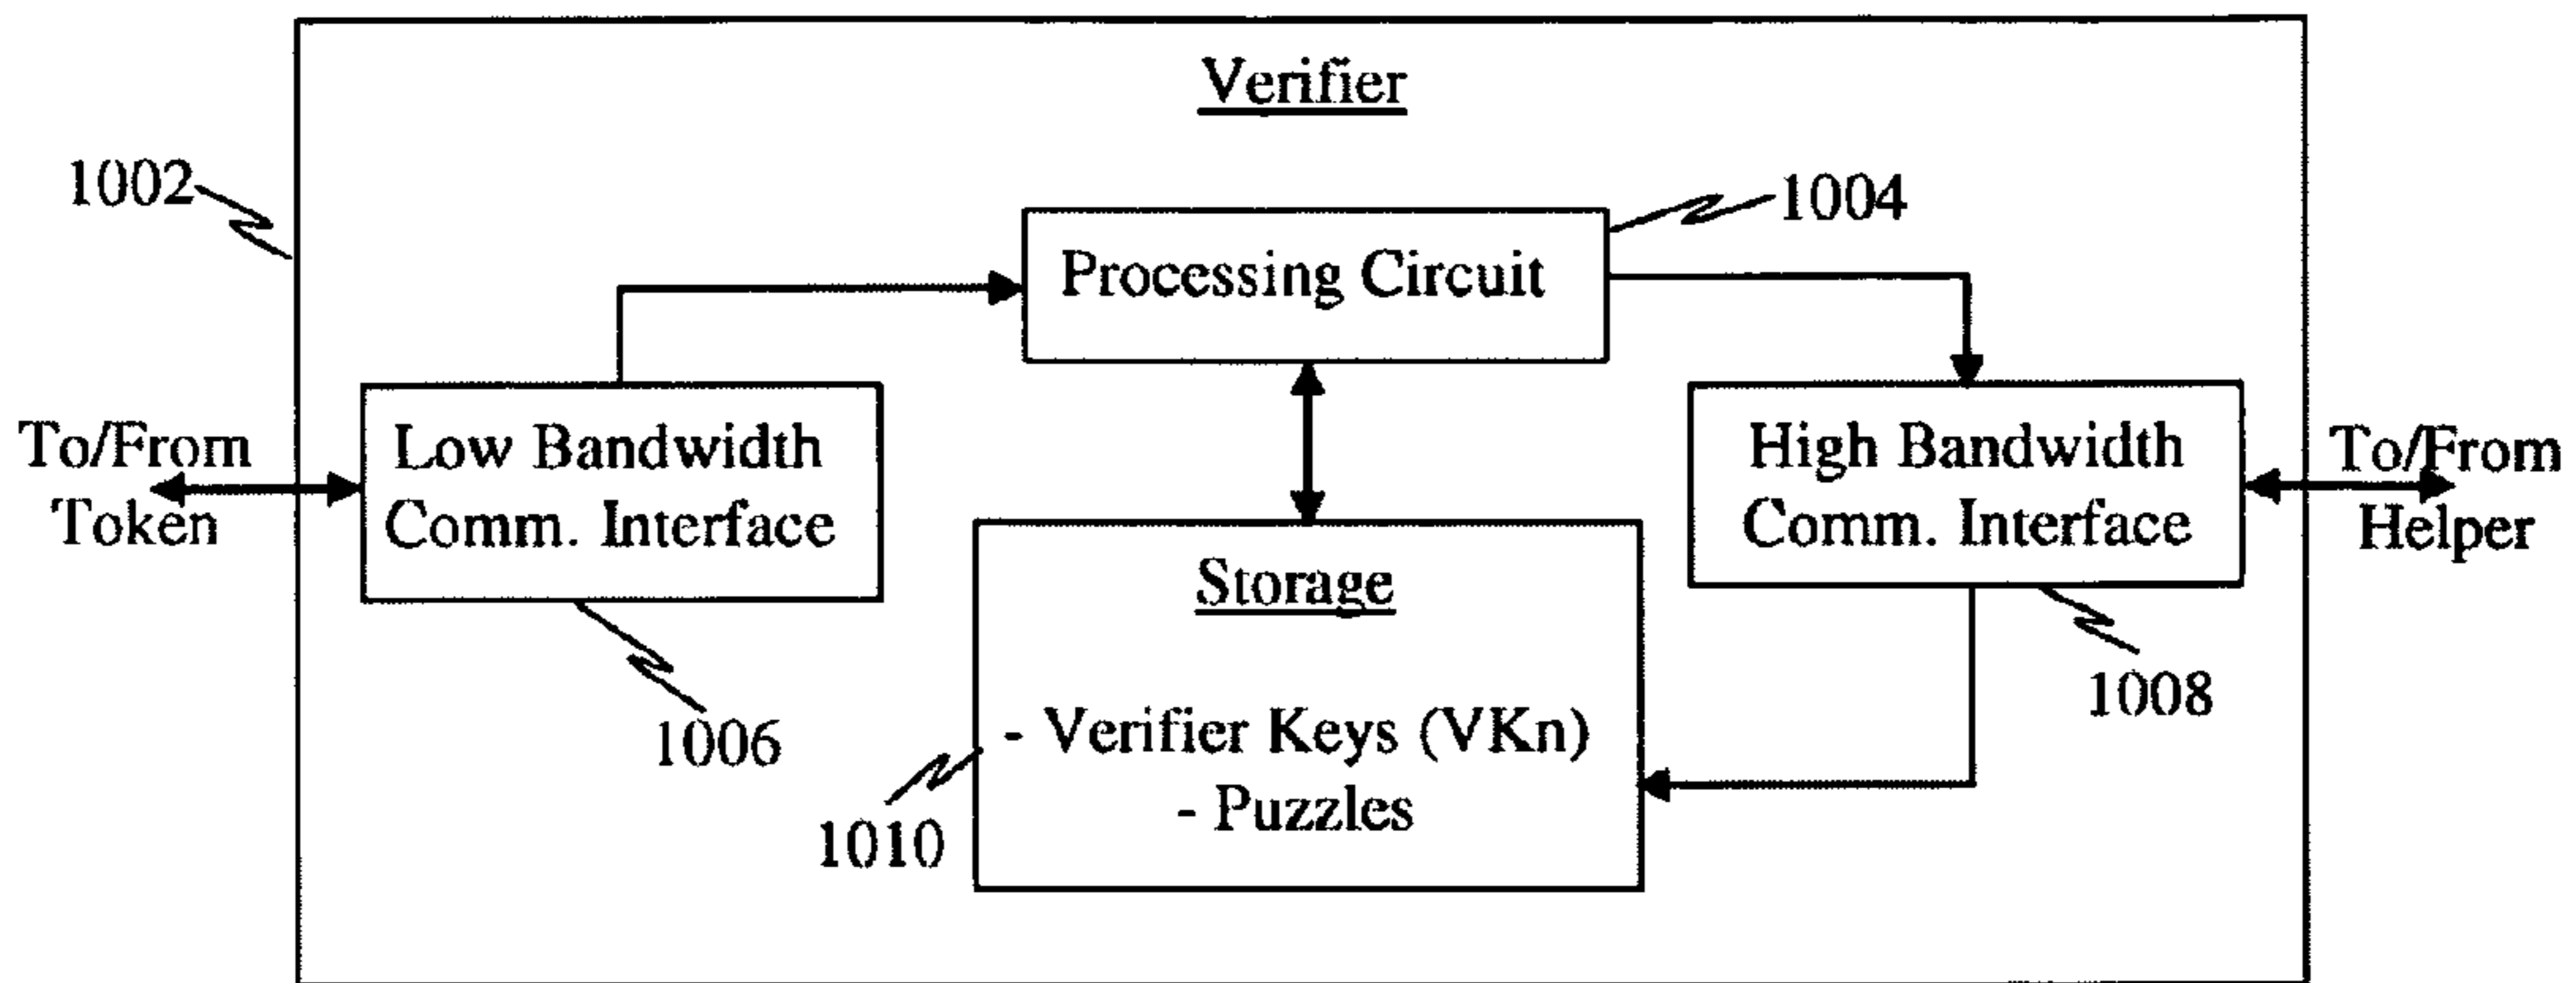 Verifier
1002
1004
Processing Circuit
To/From
Token
Low Bandwidth
Comm. Interface
High Bandwidth
Comm. Interface
To/From
Helper
Storage
1006
1008
- Verifier Keys (VKn)
- Puzzles
1010